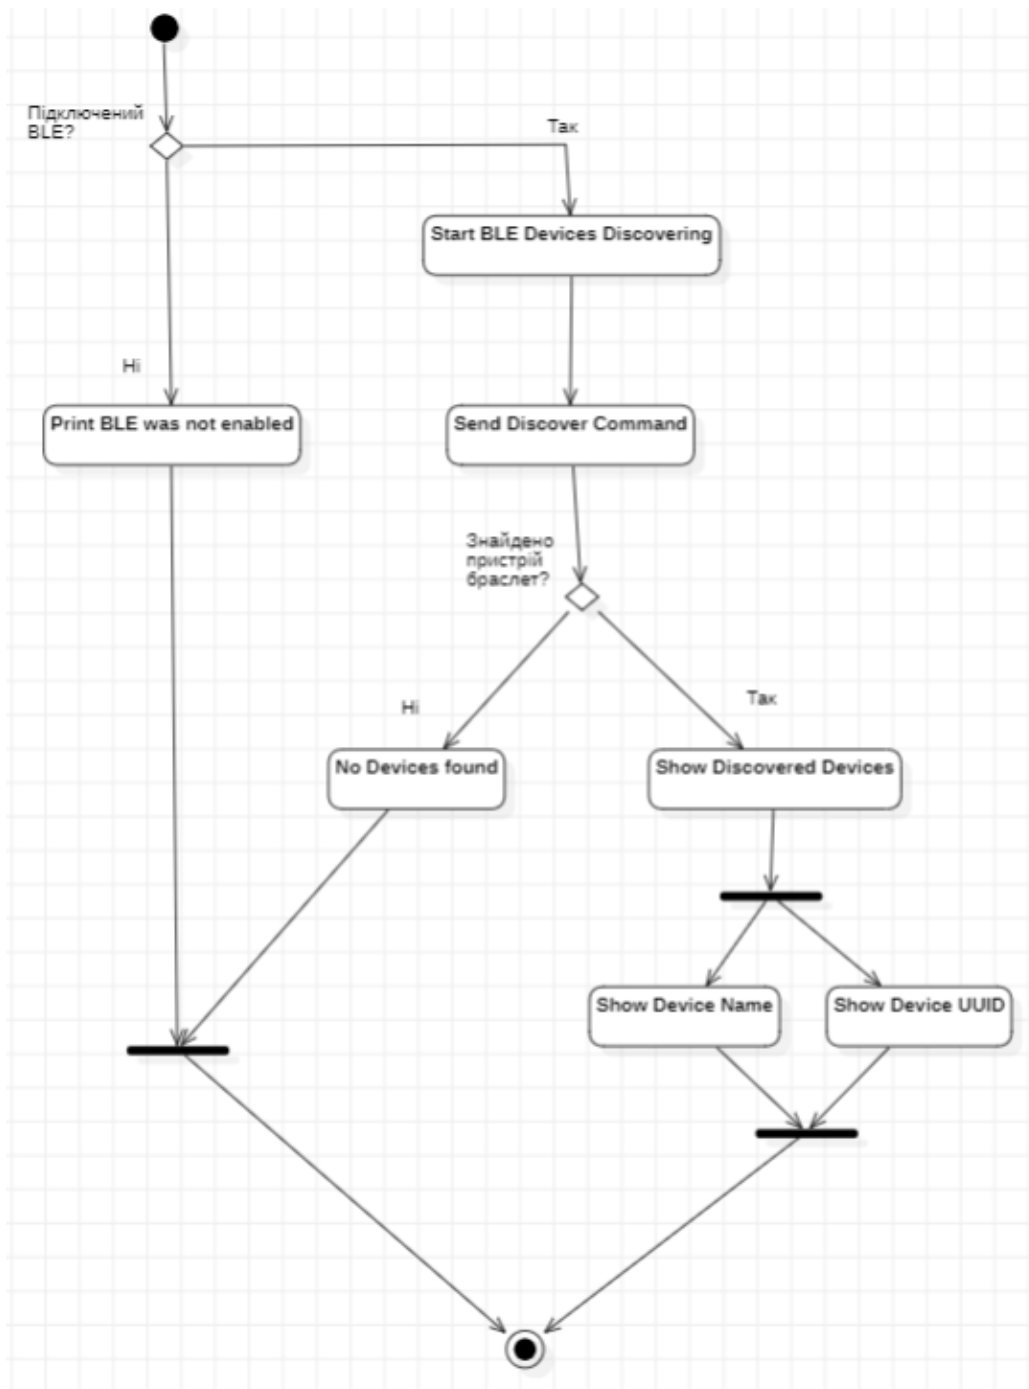 Підключений
BLE?
Так
Start BLE Devices Discovering
Ні
Print BLE was not enabled
Send Discover Command
Знайдено
пристрій
браслет?
Ні
Так
No Devices found
Show Discovered Devices
Show Device Name
Show Device UUID